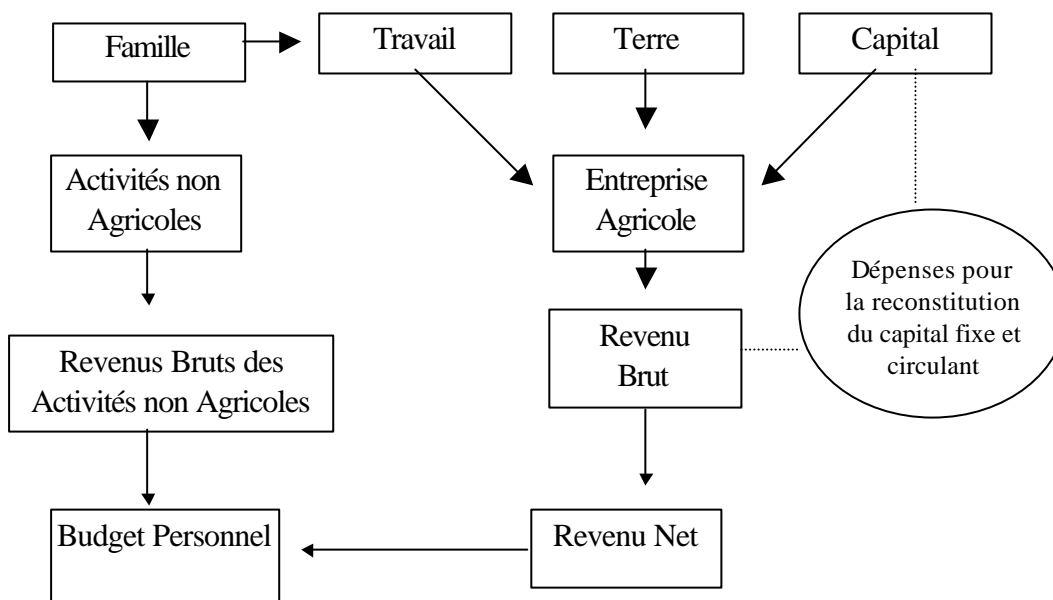 Famille
Travail
Terre
Capital
Activités non
Agricoles
Entreprise
Agricole
Dépenses pour
la reconstitution
du capital fixe et
circulant
Revenus Bruts des
Activités non Agricoles
Revenu
Brut
Budget Personnel
Revenu Net